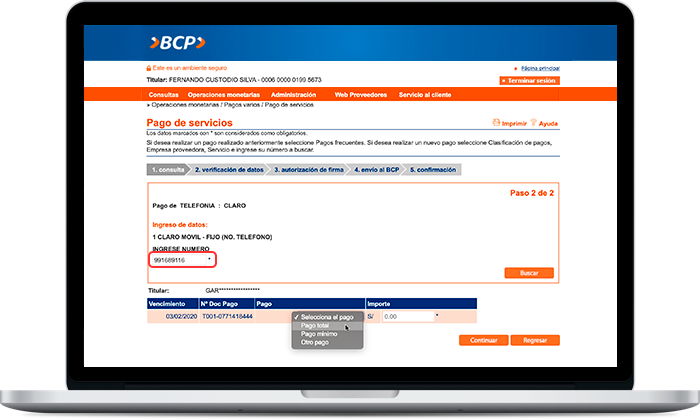 BCP
Este es un ambiente seguro
Página principal
Titular: FERNANDO CUSTODIO SILVA - 0006 0000 0199 5673
Terminar sesión
Consultas Operaciones monetarias Administración Web Proveedores Servicio al cliente
» Operaciones monetarias / Pagos varios / Pago de servicios
Pago de servicios
Imprimir ? Ayuda
Los datos marcados con * son considerados como obligatorios.
Si desea realizar un pago realizado anteriormente seleccione Pagos frecuentes. Si desea realizar un nuevo pago seleccione Clasificación de pagos,
Empresa proveedora, Servicio e ingrese su número a buscar.
1. consulta 2. verificación de datos 3. autorización de firma 4. envío al BCP 5. confirmación
Paso 2 de 2
Pago de TELEFONIA : CLARO
Ingreso de datos:
1 CLARO MOVIL - FIJO (NO. TELEFONO)
INGRESE NUMERO
991689116 *
Buscar
Titular: GAR*****************
Vencimiento Nº Doc Pago Pago Importe
03/02/2020 T001-0771418444 ✓ Selecciona el pago S/ 0.00 *
Pago total
Pago mínimo
Otro pago
Continuar Regresar